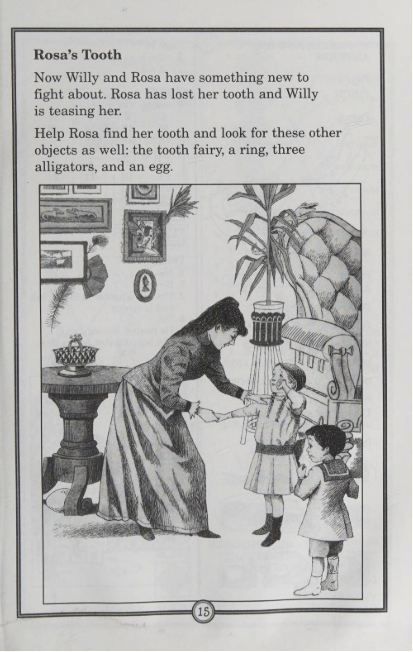 Rosa's Tooth
Now Willy and Rosa have something new to
fight about. Rosa has lost her tooth and Willy
is teasing her.
Help Rosa find her tooth and look for these other
objects as well: the tooth fairy, a ring, three
alligators, and an egg.
15